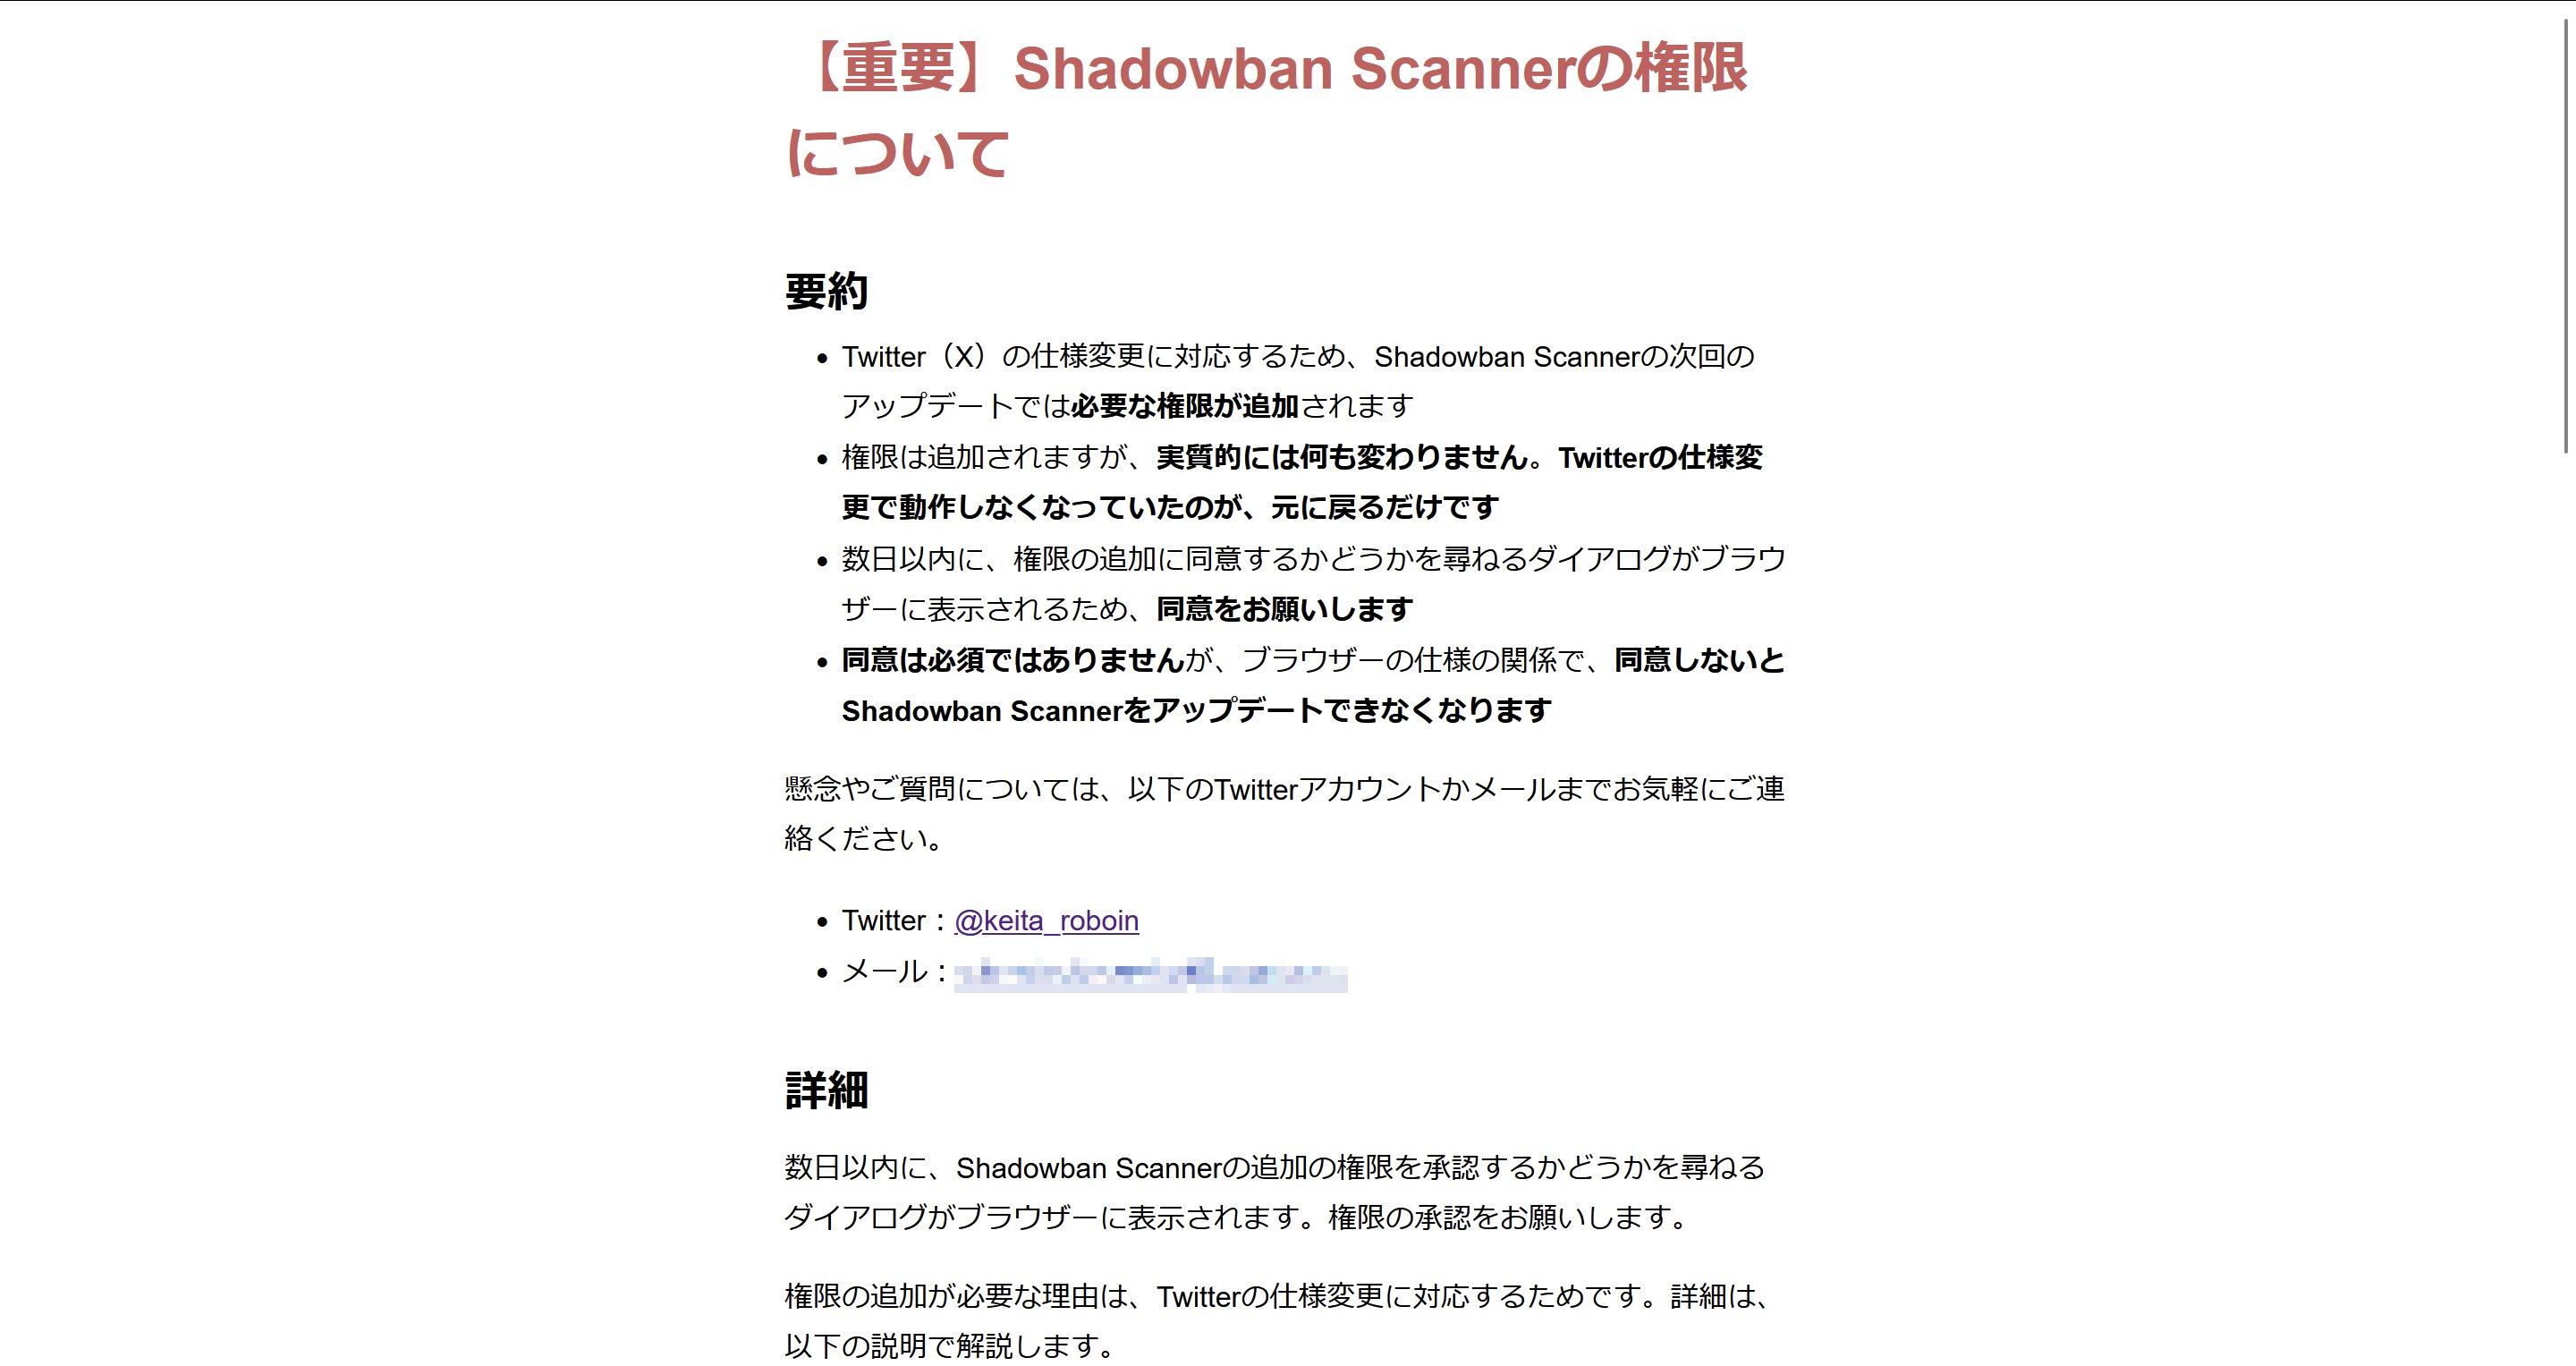 【重要】Shadowban Scannerの権限
について
要約
• Twitter（X）の仕様変更に対応するため、Shadowban Scannerの次回の
アップデートでは必要な権限が追加されます
• 権限は追加されますが、実質的には何も変わりません。Twitterの仕様変
更で動作しなくなっていたのが、元に戻るだけです
• 数日以内に、権限の追加に同意するかどうかを尋ねるダイアログがブラウ
ザーに表示されるため、同意をお願いします
• 同意は必須ではありませんが、ブラウザーの仕様の関係で、同意しないと
Shadowban Scannerをアップデートできなくなります
懸念やご質問については、以下のTwitterアカウントかメールまでお気軽にご連
絡ください。
• Twitter：@keita_roboin
• メール：
詳細
数日以内に、Shadowban Scannerの追加の権限を承認するかどうかを尋ねる
ダイアログがブラウザーに表示されます。権限の承認をお願いします。
権限の追加が必要な理由は、Twitterの仕様変更に対応するためです。詳細は、
以下の説明で解説します。